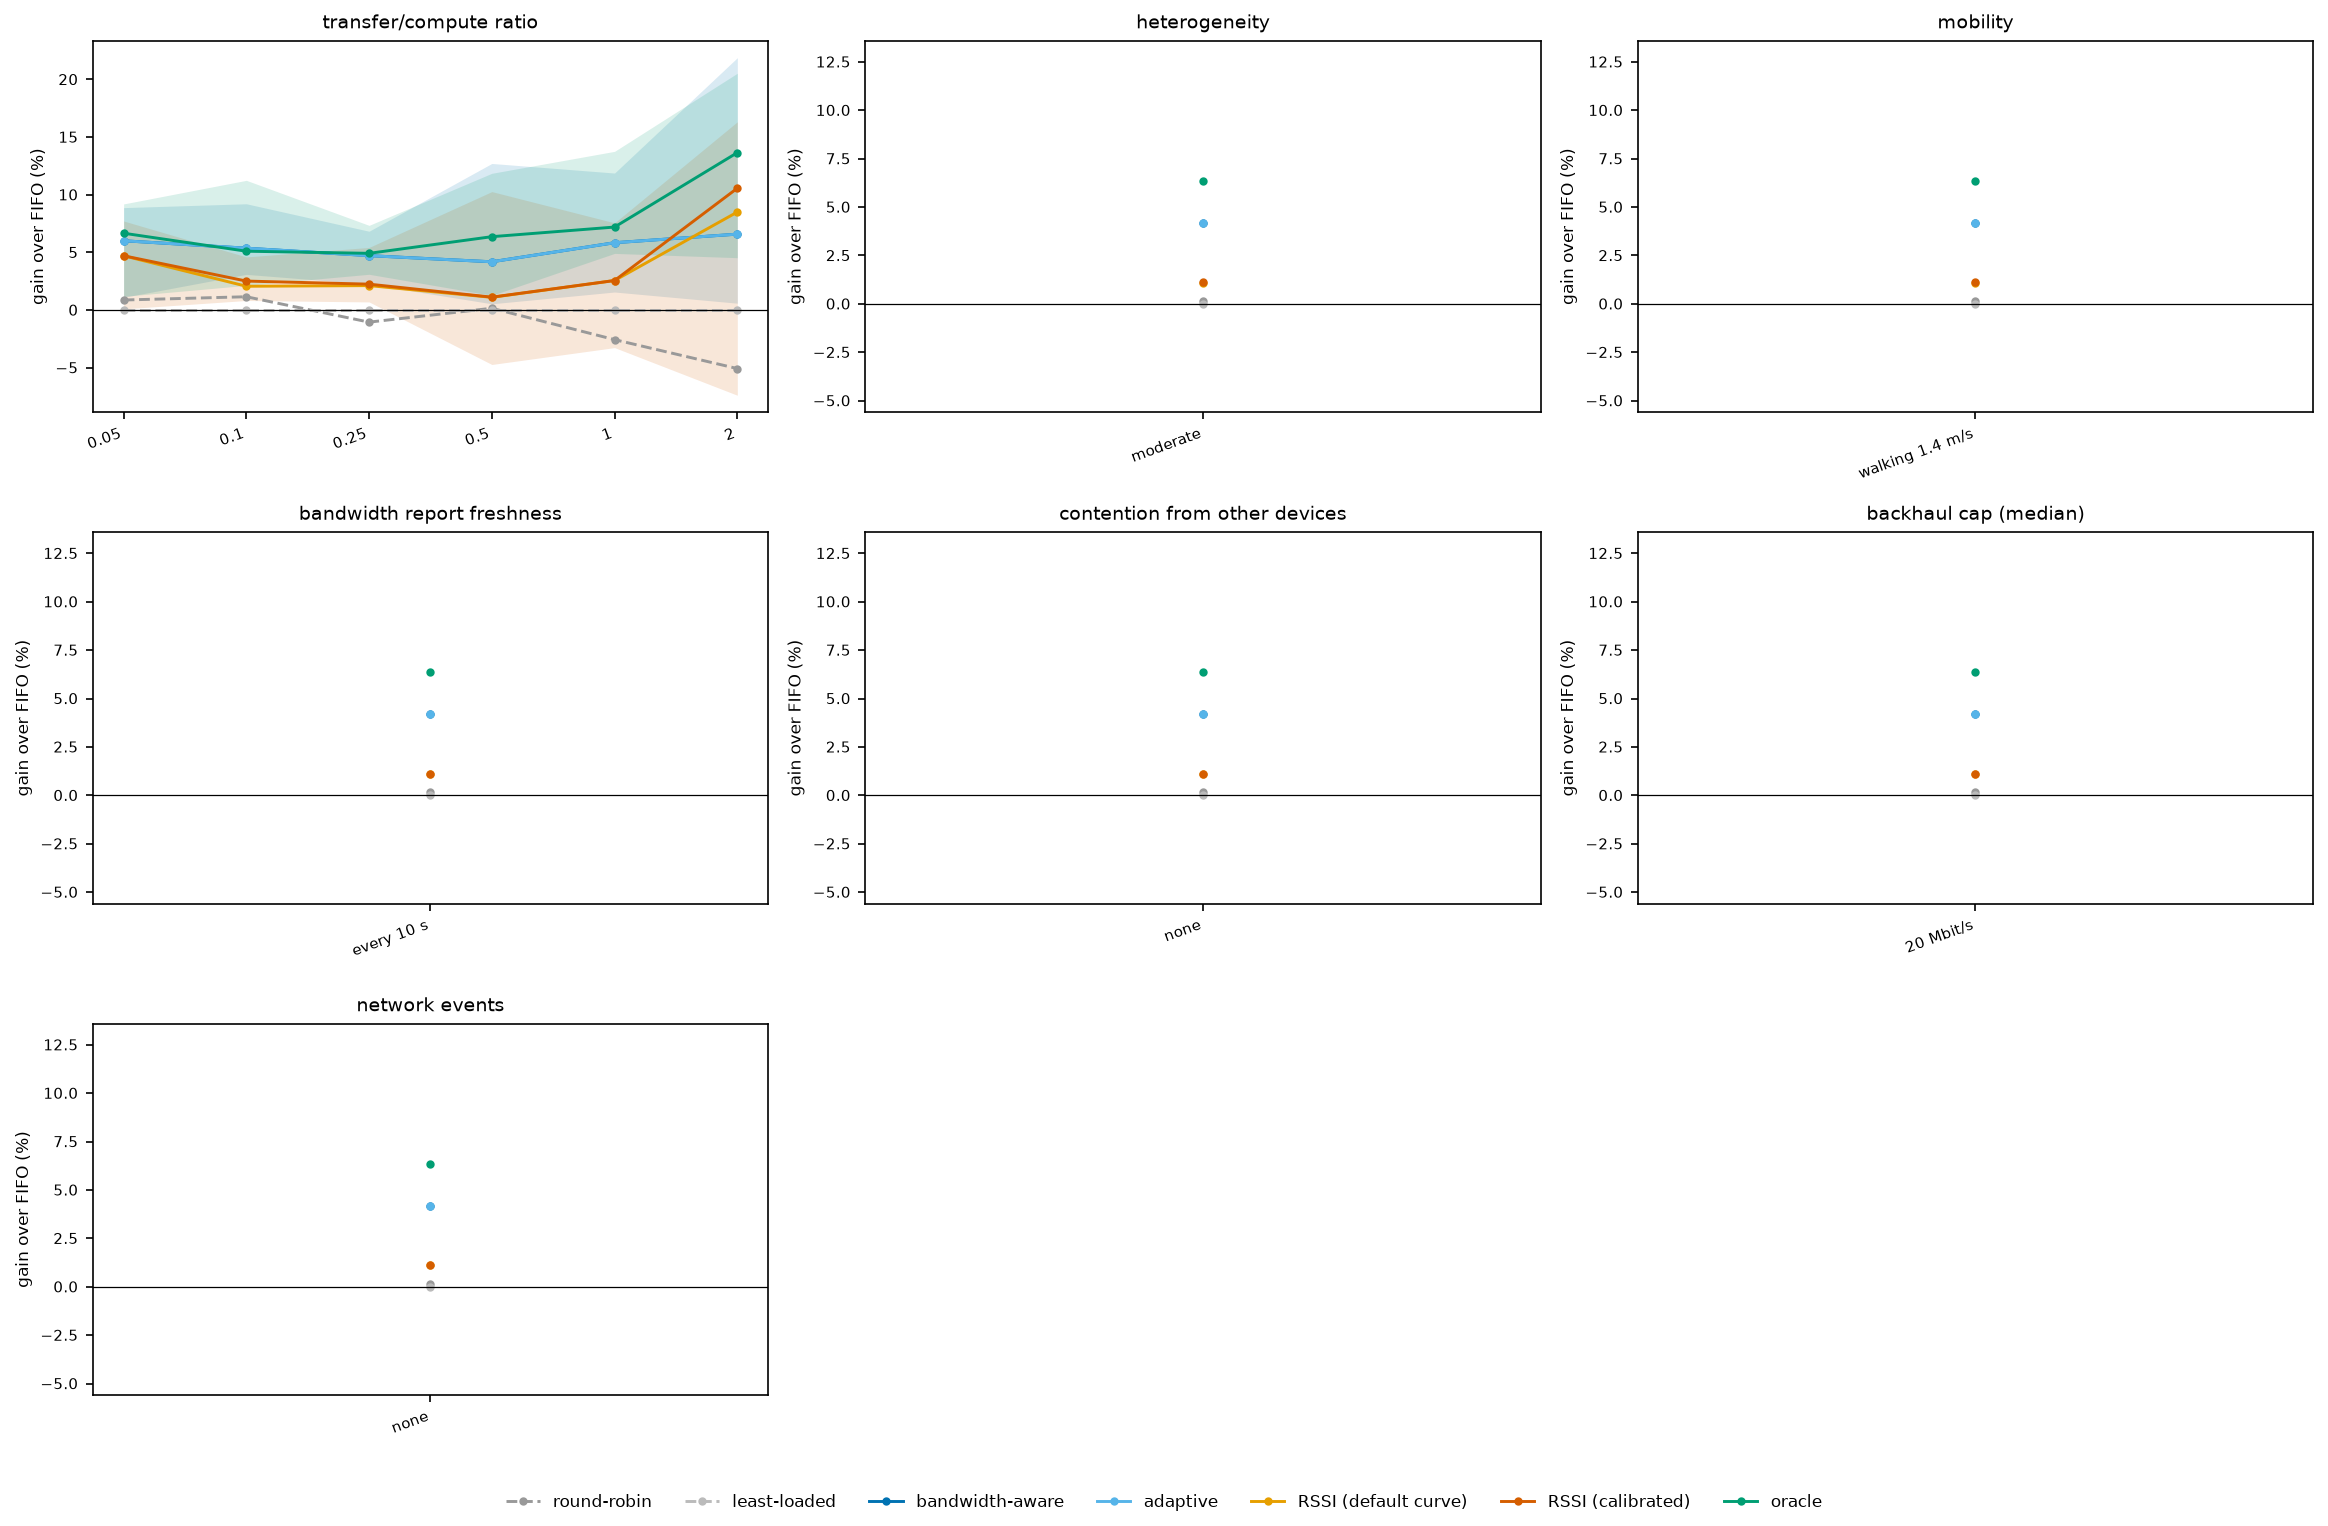 transfer/compute ratio
heterogeneity
mobility
gain over FIFO (%)
20
15
10
5
0
−5
0.05
0.1
0.25
0.5
1
2
gain over FIFO (%)
12.5
10.0
7.5
5.0
2.5
0.0
−2.5
−5.0
moderate
gain over FIFO (%)
12.5
10.0
7.5
5.0
2.5
0.0
−2.5
−5.0
walking 1.4 m/s
bandwidth report freshness
contention from other devices
backhaul cap (median)
gain over FIFO (%)
12.5
10.0
7.5
5.0
2.5
0.0
−2.5
−5.0
every 10 s
gain over FIFO (%)
12.5
10.0
7.5
5.0
2.5
0.0
−2.5
−5.0
none
gain over FIFO (%)
12.5
10.0
7.5
5.0
2.5
0.0
−2.5
−5.0
20 Mbit/s
network events
gain over FIFO (%)
12.5
10.0
7.5
5.0
2.5
0.0
−2.5
−5.0
none
round-robin
least-loaded
bandwidth-aware
adaptive
RSSI (default curve)
RSSI (calibrated)
oracle